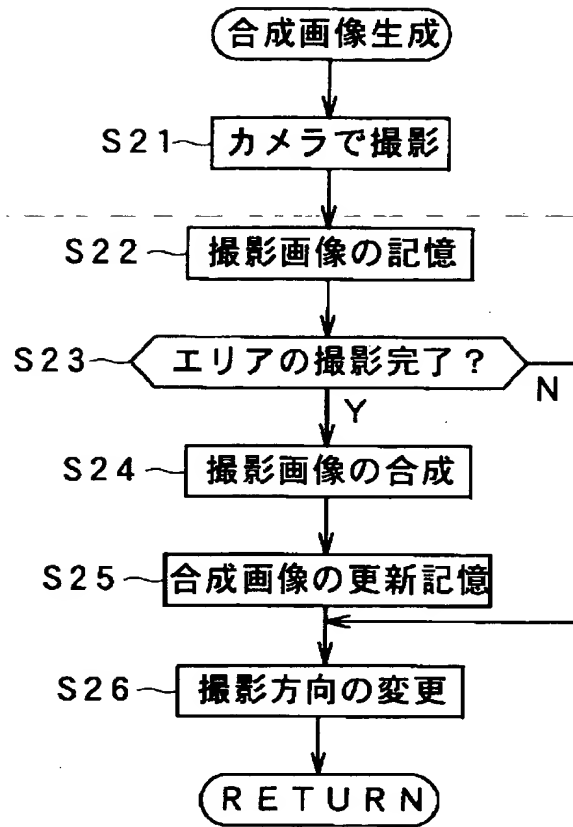 合成画像生成
S21 カメラで撮影
S22 撮影画像の記憶
S23 エリアの撮影完了?
N
Y
S24 撮影画像の合成
S25 合成画像の更新記憶
S26 撮影方向の変更
RETURN